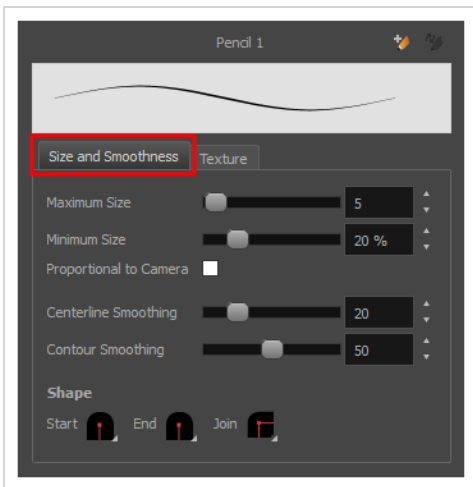 Pencil 1
Size and Smoothness Texture
Maximum Size 5
Minimum Size 20 %
Proportional to Camera
Centerline Smoothing 20
Contour Smoothing 50
Shape
Start End Join